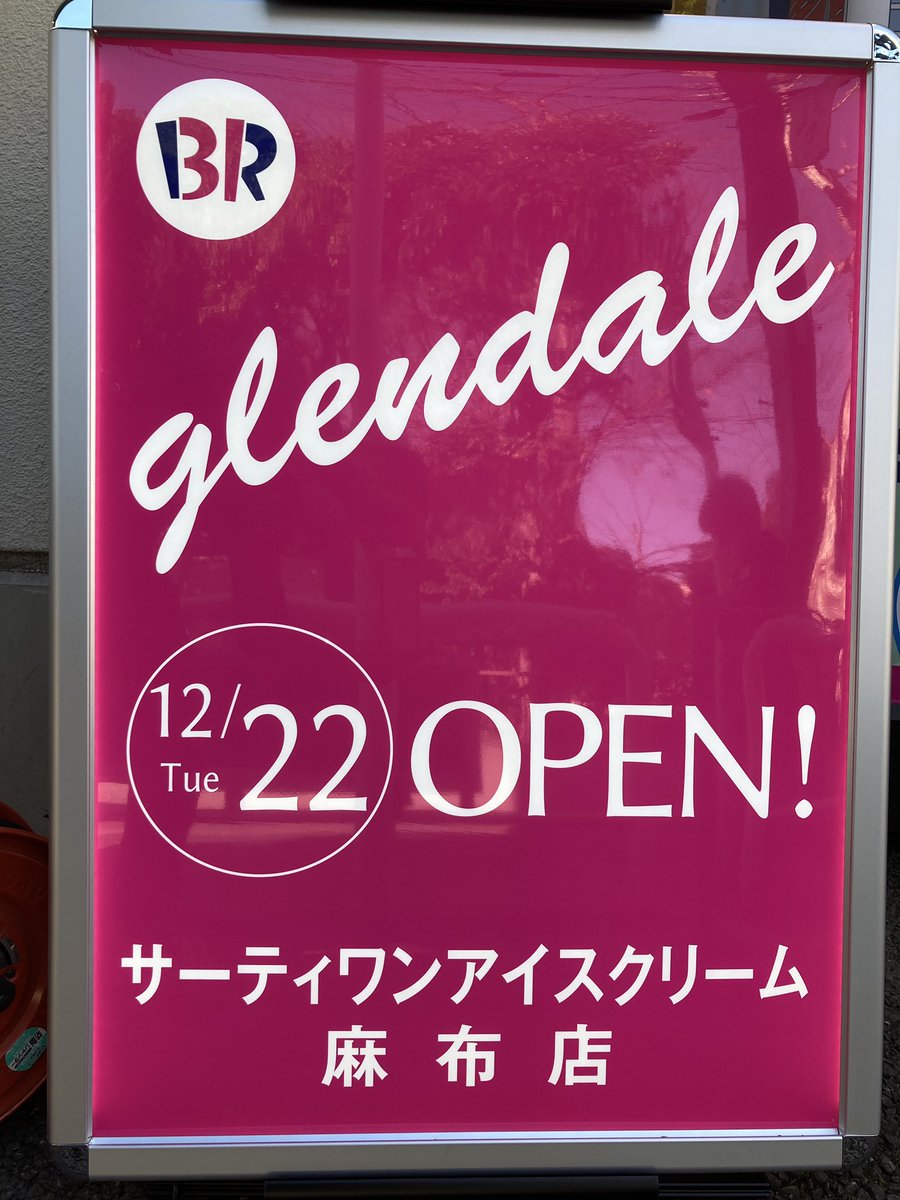 BR
glendale
12/22 OPEN!
Tue
サーティワンアイスクリーム
麻布店